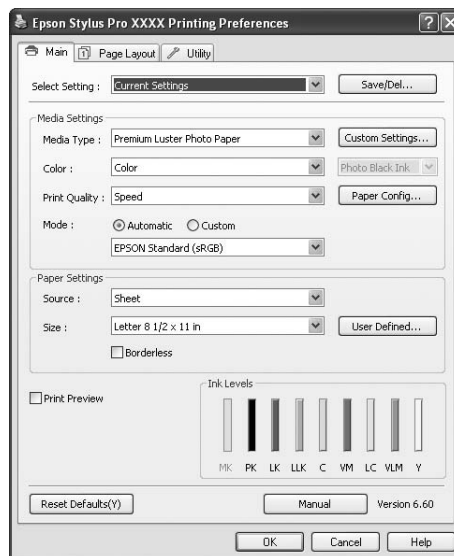 Epson Stylus Pro XXXX Printing Preferences
Main Page Layout Utility
Select Setting : Current Settings Save/Del...
Media Settings
Media Type : Premium Luster Photo Paper Custom Settings...
Color : Color Photo Black Ink
Print Quality : Speed Paper Config...
Mode : Automatic Custom
EPSON Standard (sRGB)
Paper Settings
Source : Sheet
Size : Letter 8 1/2 x 11 in User Defined...
Borderless
Print Preview
Ink Levels
MK PK LK LLK C VM LC VLM Y
Reset Defaults(Y) Manual Version 6.60
OK Cancel Help